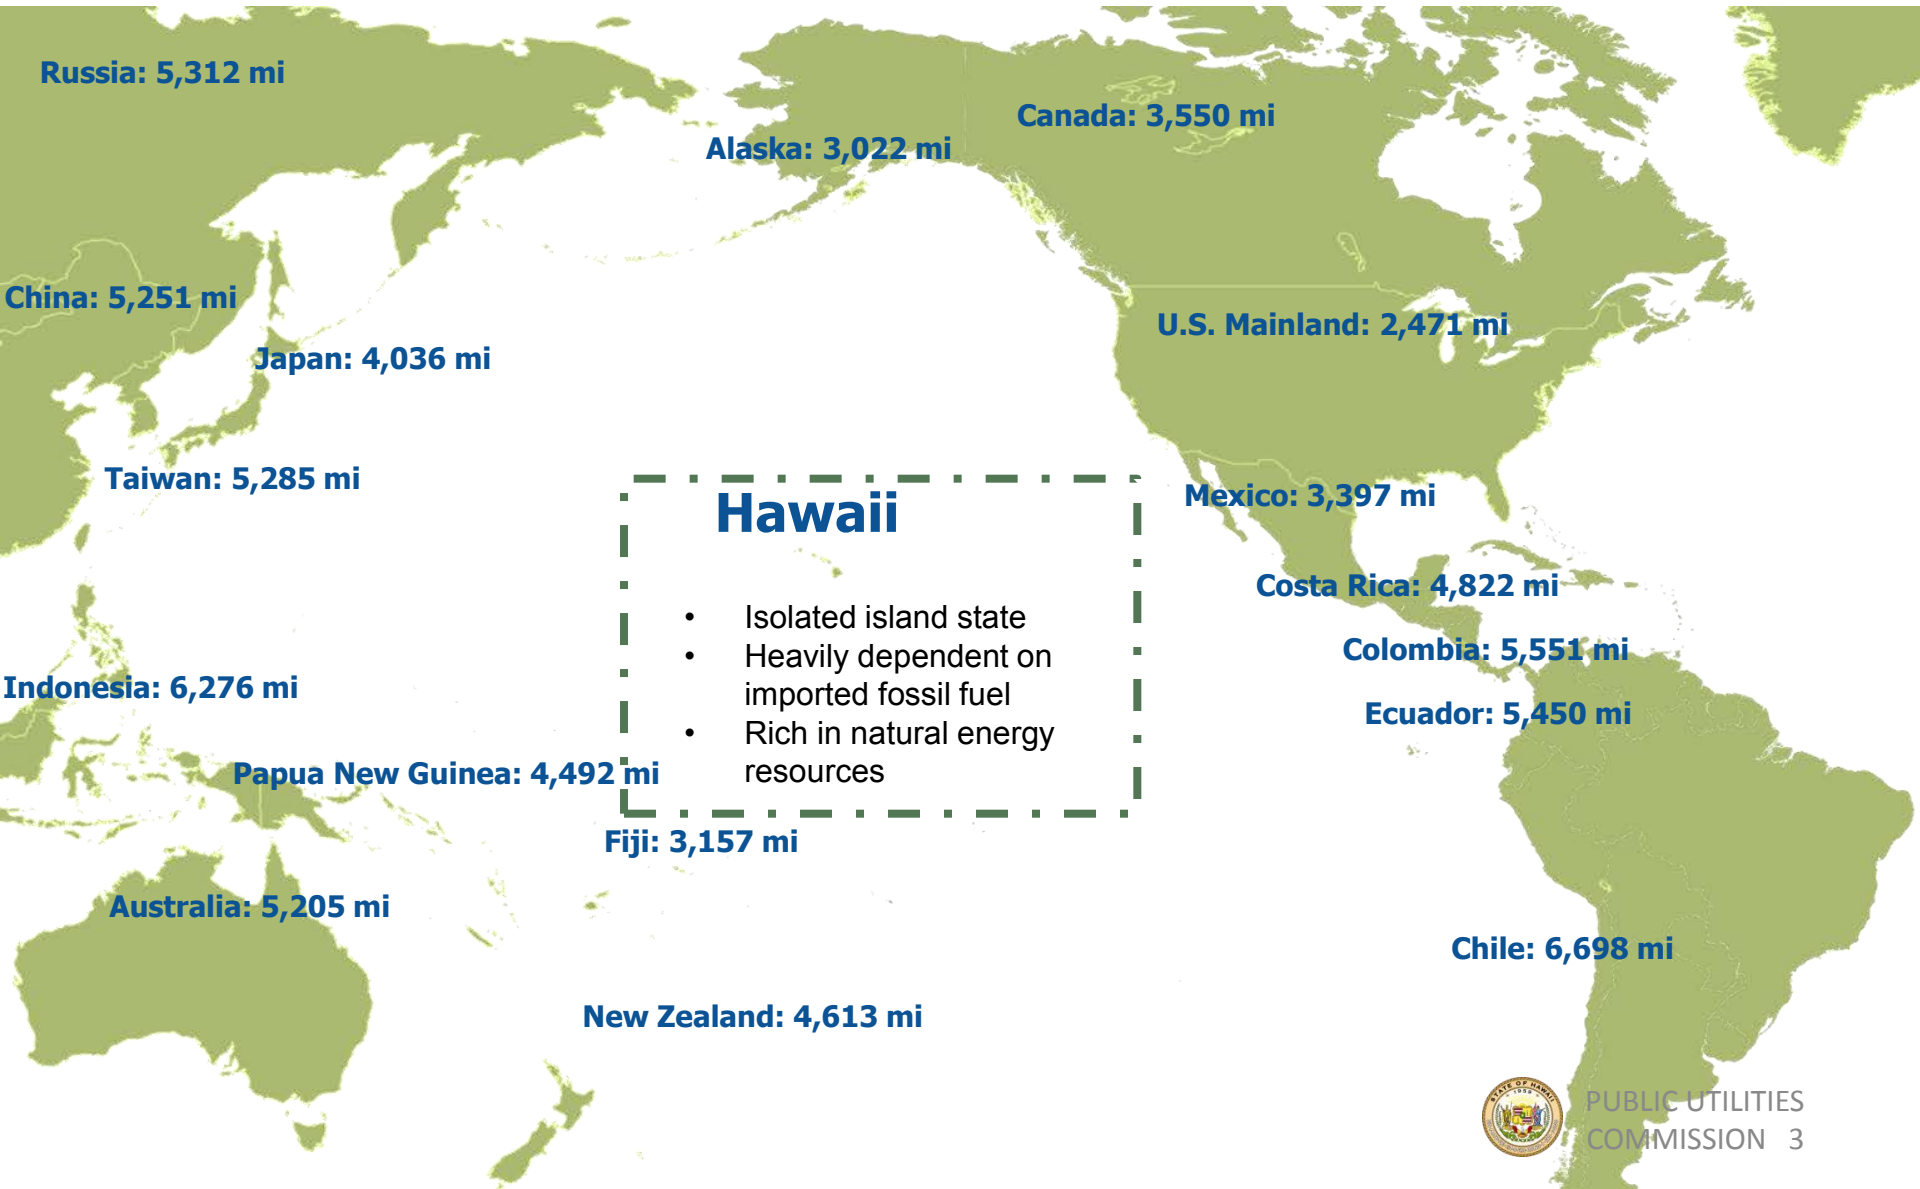 Russia: 5,312 mi
Canada: 3,550 mi
Alaska: 3,022 mi
China: 5,251 mi
U.S. Mainland: 2,471 mi
Japan: 4,036 mi
Taiwan: 5,285 mi
Mexico: 3,397 mi
Hawaii
• Isolated island state
• Heavily dependent on
imported fossil fuel
• Rich in natural energy
resources
Costa Rica: 4,822 mi
Colombia: 5,551 mi
Indonesia: 6,276 mi
Ecuador: 5,450 mi
Papua New Guinea: 4,492 mi
Fiji: 3,157 mi
Australia: 5,205 mi
Chile: 6,698 mi
New Zealand: 4,613 mi
STATE OF HAWAII
1959
PUBLIC UTILITIES
COMMISSION 3